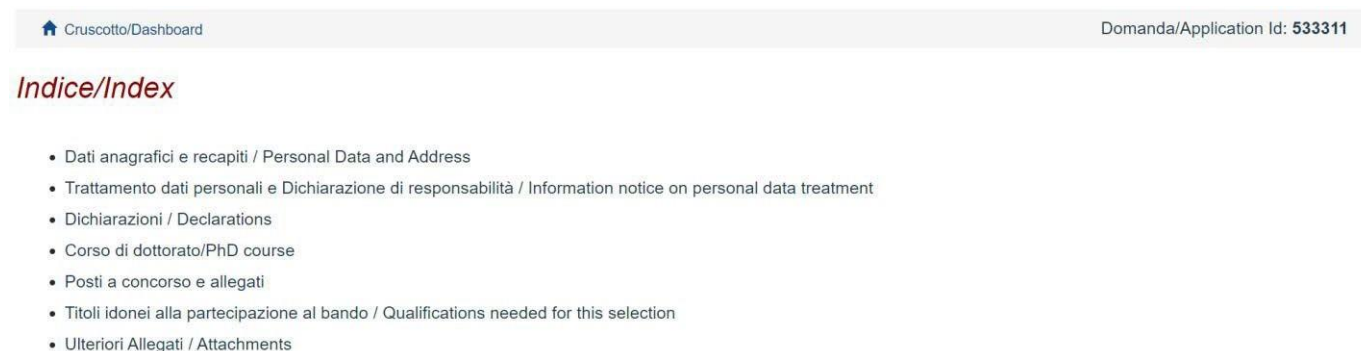 Cruscotto/Dashboard
Domanda/Application Id: 533311
Indice/Index
• Dati anagrafici e recapiti / Personal Data and Address
• Trattamento dati personali e Dichiarazione di responsabilità / Information notice on personal data treatment
• Dichiarazioni / Declarations
• Corso di dottorato/PhD course
• Posti a concorso e allegati
• Titoli idonei alla partecipazione al bando / Qualifications needed for this selection
• Ulteriori Allegati / Attachments